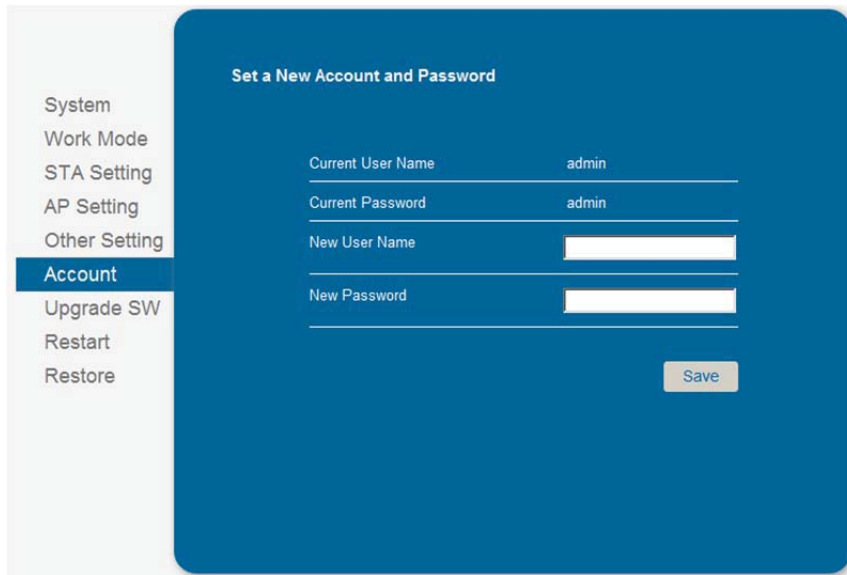 System
Work Mode
STA Setting
AP Setting
Other Setting
Account
Upgrade SW
Restart
Restore
Set a New Account and Password
Current User Name admin
Current Password admin
New User Name
New Password
Save